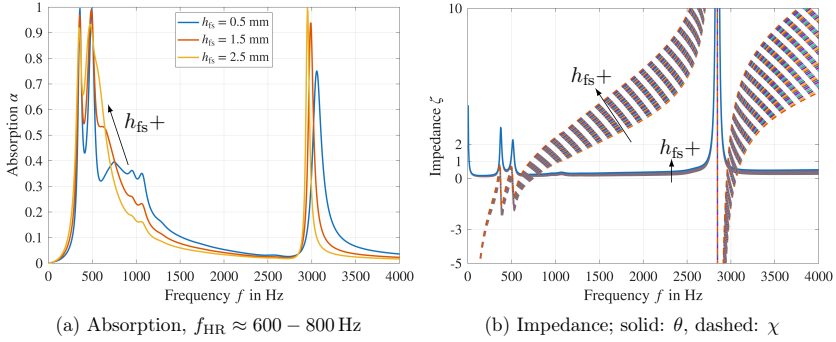 1
0.9
0.8
0.7
0.6
0.5
0.4
0.3
0.2
0.1
0
Absorption α
h_fs = 0.5 mm
h_fs = 1.5 mm
h_fs = 2.5 mm
h_fs+
0 500 1000 1500 2000 2500 3000 3500 4000
Frequency f in Hz
(a) Absorption, f_HR ≈ 600 − 800 Hz
10
2
1
0
-3
-5
Impedance ζ
h_fs+
h_fs+
0 500 1000 1500 2000 2500 3000 3500 4000
Frequency f in Hz
(b) Impedance; solid: θ, dashed: χ